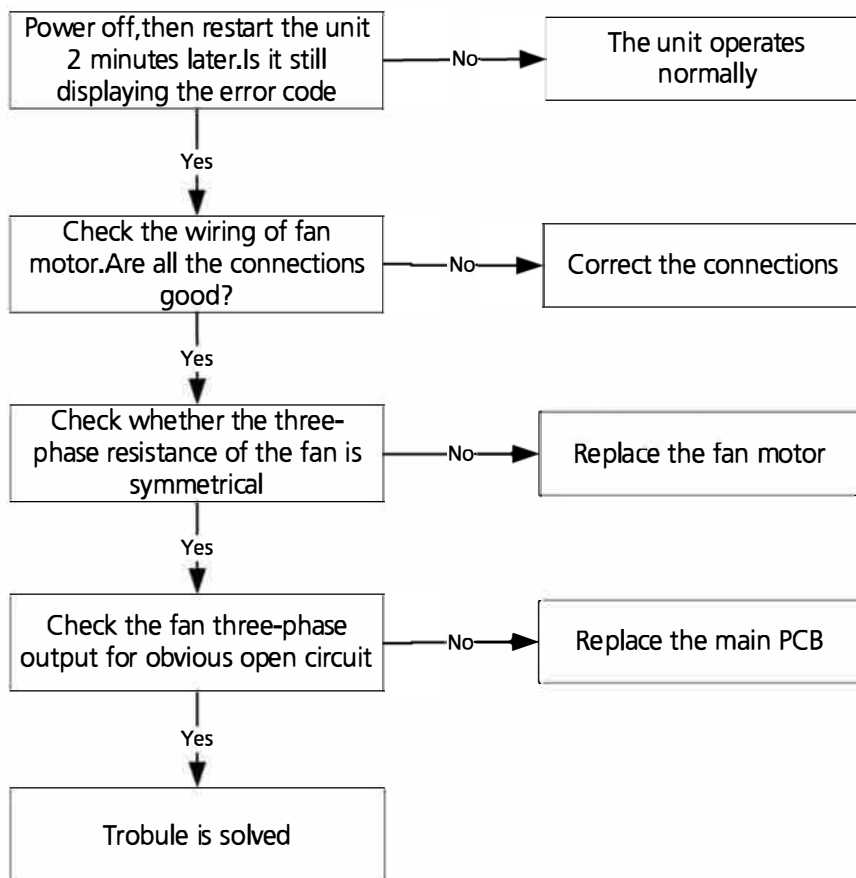 Power off,then restart the unit
2 minutes later.Is it still
displaying the error code
No
The unit operates
normally
Yes
Check the wiring of fan
motor.Are all the connections
good?
No
Correct the connections
Yes
Check whether the three-
phase resistance of the fan is
symmetrical
No
Replace the fan motor
Yes
Check the fan three-phase
output for obvious open circuit
No
Replace the main PCB
Yes
Trobule is solved